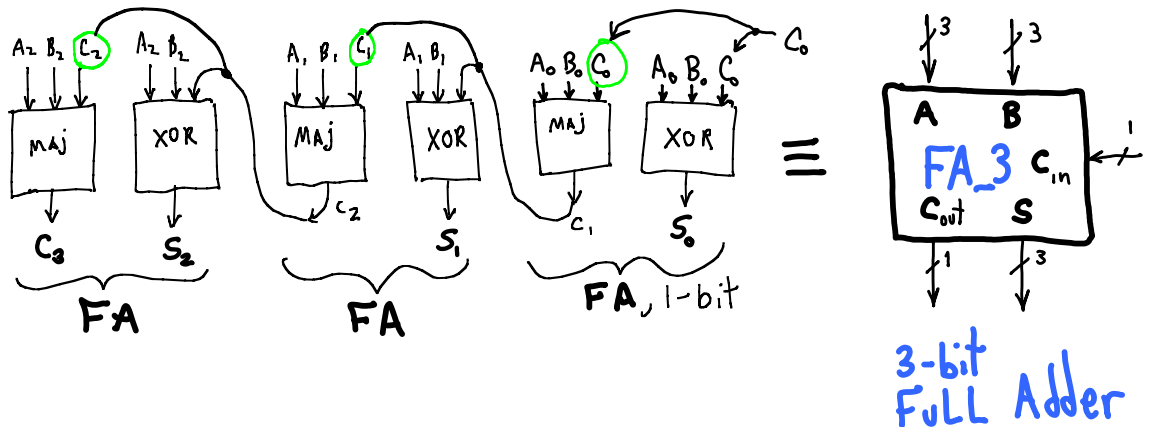 A₂ B₂ C₂ A₂ B₂
A₁ B₁ C₁ A₁ B₁
A₀ B₀ C₀ A₀ B₀ C₀
C₀
MAj XOR
MAj XOR
MAj XOR
C₂
C₁
C₃ S₂
S₁
S₀
FA
FA
FA, 1-bit
≡
3 3
A B
FA_3 Cin
1
Cout S
1 3
3-bit
FuLL Adder